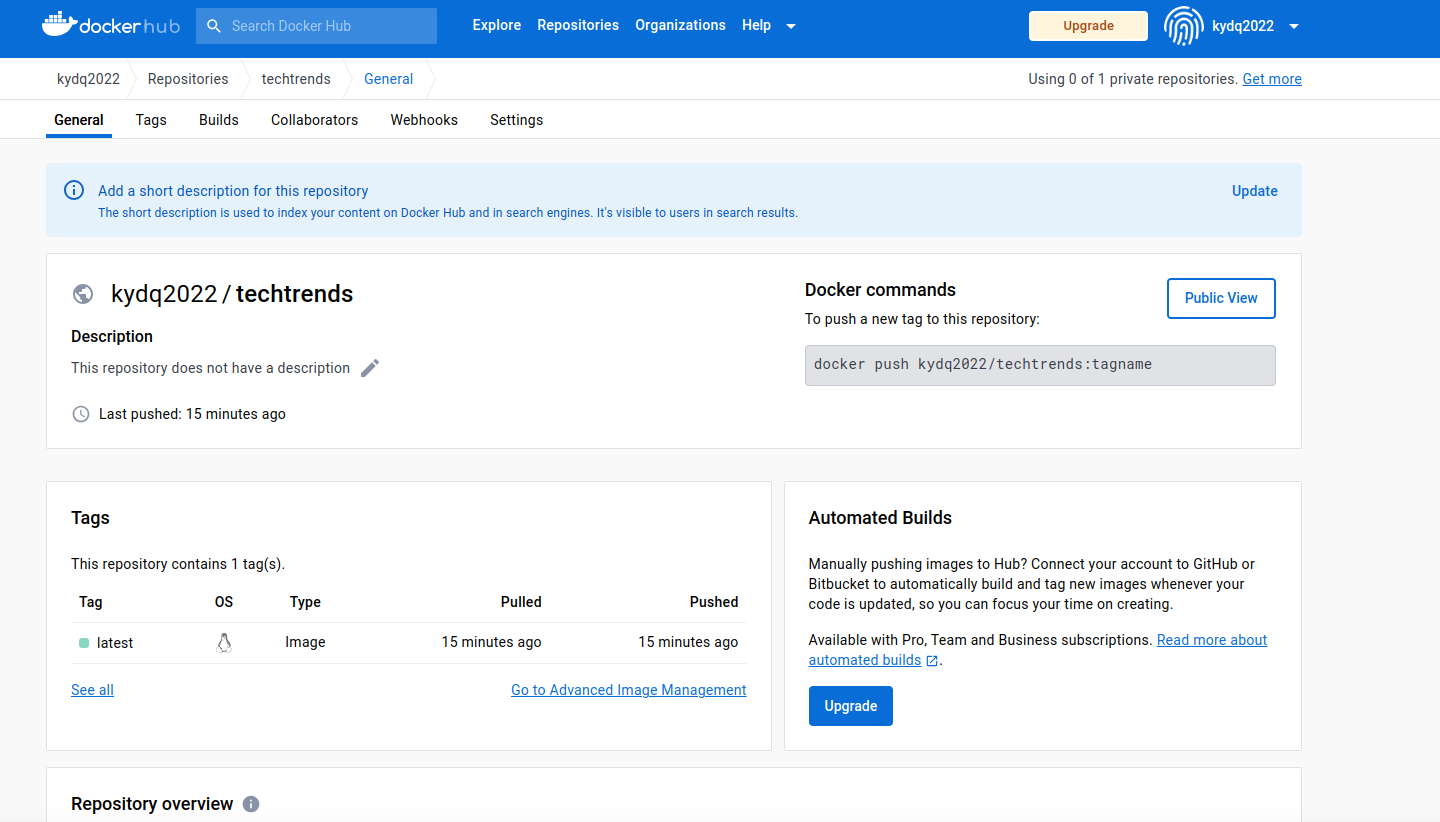 dockerhub
Search Docker Hub
Explore Repositories Organizations Help
Upgrade
kydq2022
kydq2022 Repositories techtrends General
Using 0 of 1 private repositories. Get more
General Tags Builds Collaborators Webhooks Settings
Add a short description for this repository
Update
The short description is used to index your content on Docker Hub and in search engines. It's visible to users in search results.
kydq2022 / techtrends
Description
This repository does not have a description
Last pushed: 15 minutes ago
Docker commands
Public View
To push a new tag to this repository:
docker push kydq2022/techtrends:tagname
Tags
This repository contains 1 tag(s).
Tag OS Type Pulled Pushed
latest Image 15 minutes ago 15 minutes ago
See all
Go to Advanced Image Management
Automated Builds
Manually pushing images to Hub? Connect your account to GitHub or
Bitbucket to automatically build and tag new images whenever your
code is updated, so you can focus your time on creating.
Available with Pro, Team and Business subscriptions. Read more about
automated builds .
Upgrade
Repository overview